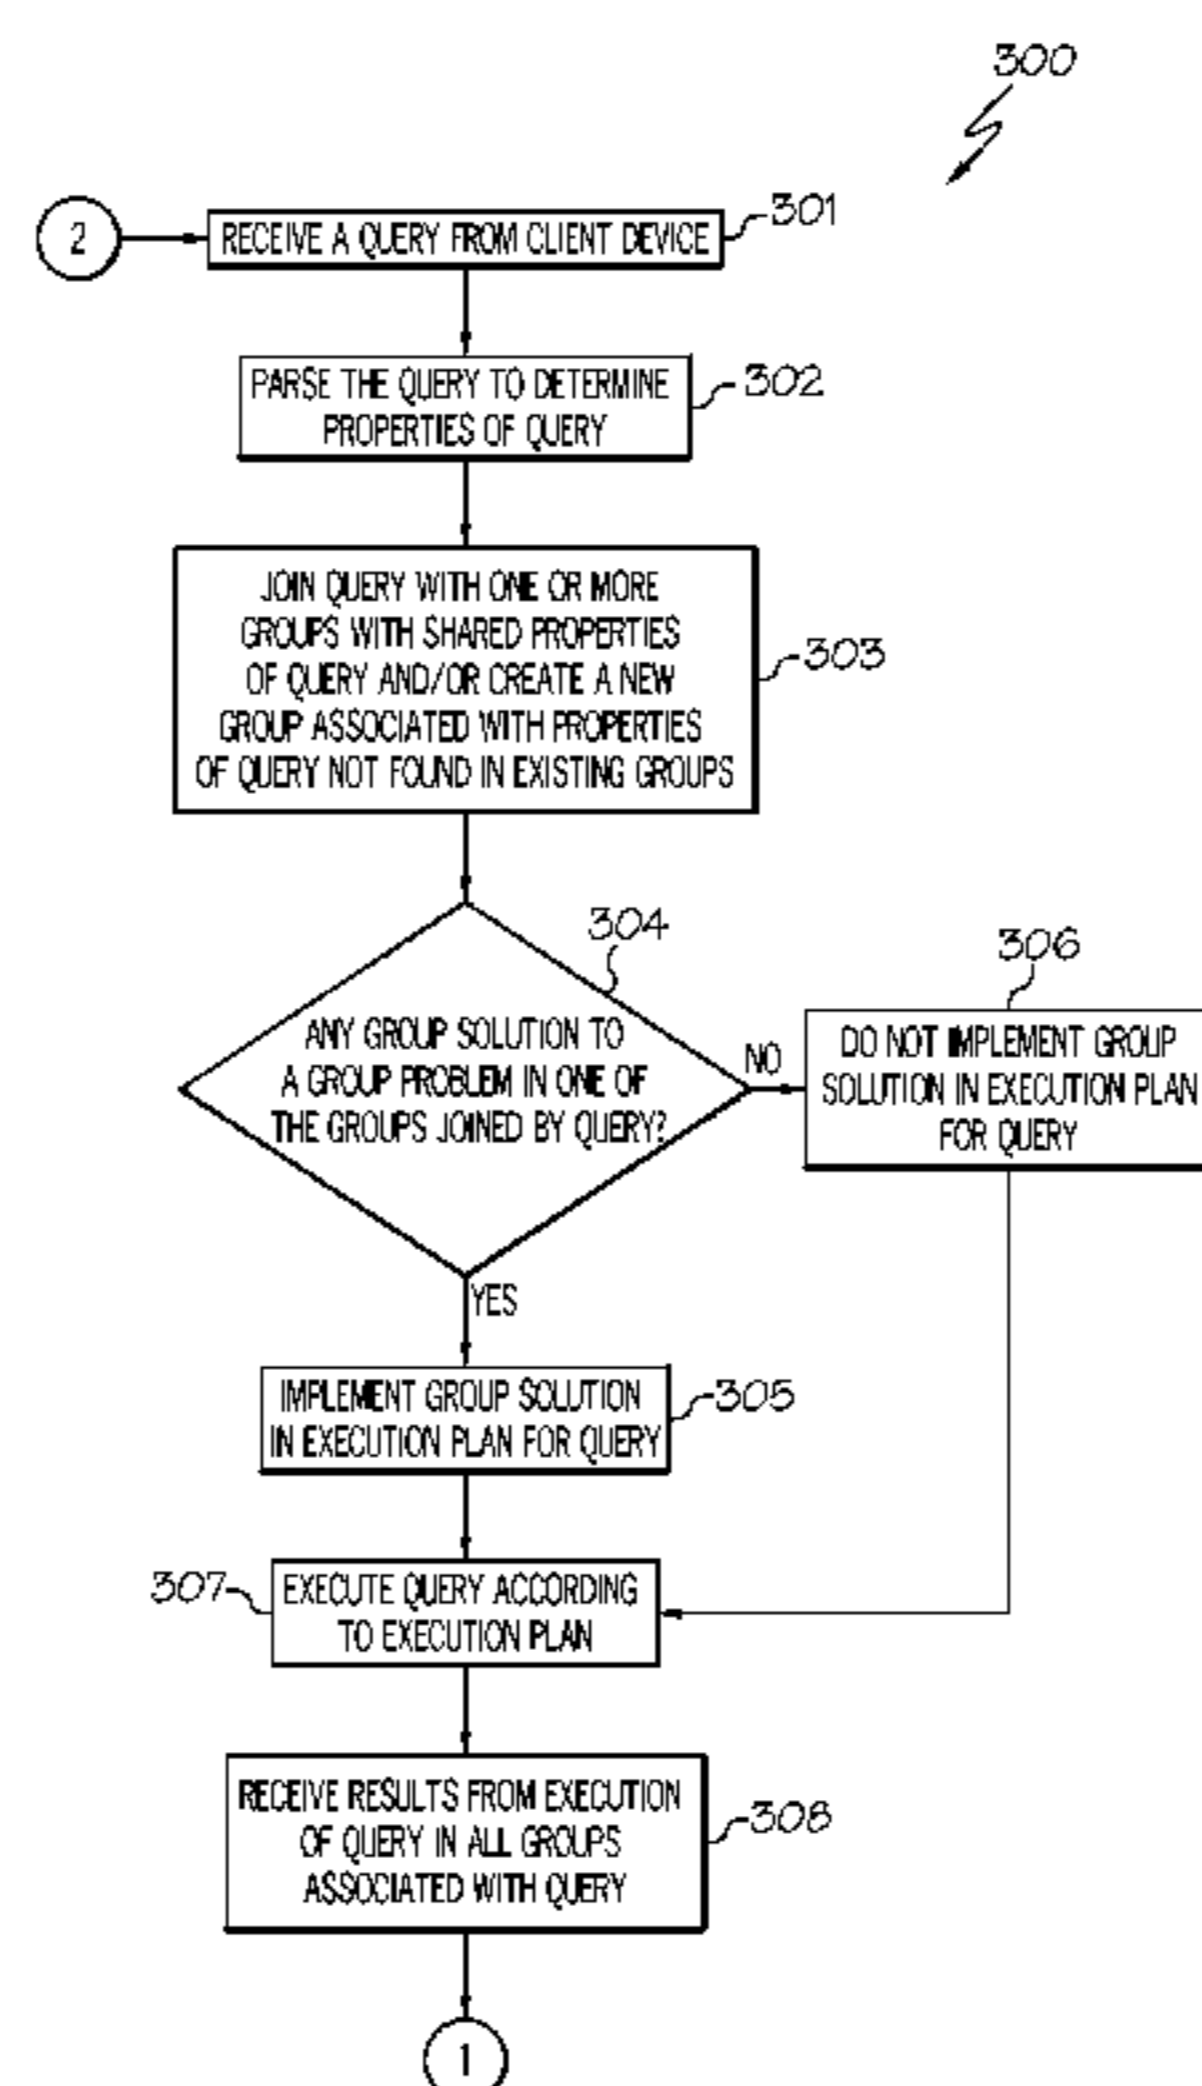 300
2
RECEIVE A QUERY FROM CLIENT DEVICE
301
PARSE THE QUERY TO DETERMINE
PROPERTIES OF QUERY
302
JOIN QUERY WITH ONE OR MORE
GROUPS WITH SHARED PROPERTIES
OF QUERY AND/OR CREATE A NEW
GROUP ASSOCIATED WITH PROPERTIES
OF QUERY NOT FOUND IN EXISTING GROUPS
303
304
ANY GROUP SOLUTION TO
A GROUP PROBLEM IN ONE OF
THE GROUPS JOINED BY QUERY?
NO
306
DO NOT IMPLEMENT GROUP
SOLUTION IN EXECUTION PLAN
FOR QUERY
YES
IMPLEMENT GROUP SOLUTION
IN EXECUTION PLAN FOR QUERY
305
307
EXECUTE QUERY ACCORDING
TO EXECUTION PLAN
RECEIVE RESULTS FROM EXECUTION
OF QUERY IN ALL GROUPS
ASSOCIATED WITH QUERY
308
1